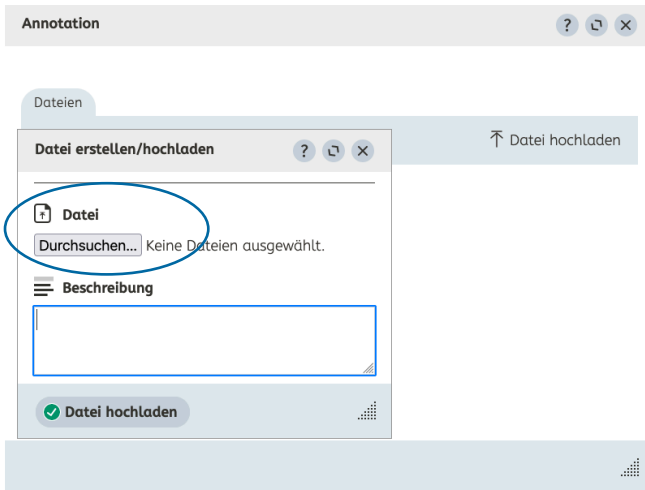 Annotation
?
Dateien
Datei hochladen
Datei erstellen/hochladen
?
Datei
Durchsuchen... Keine Dateien ausgewählt.
Beschreibung
Datei hochladen